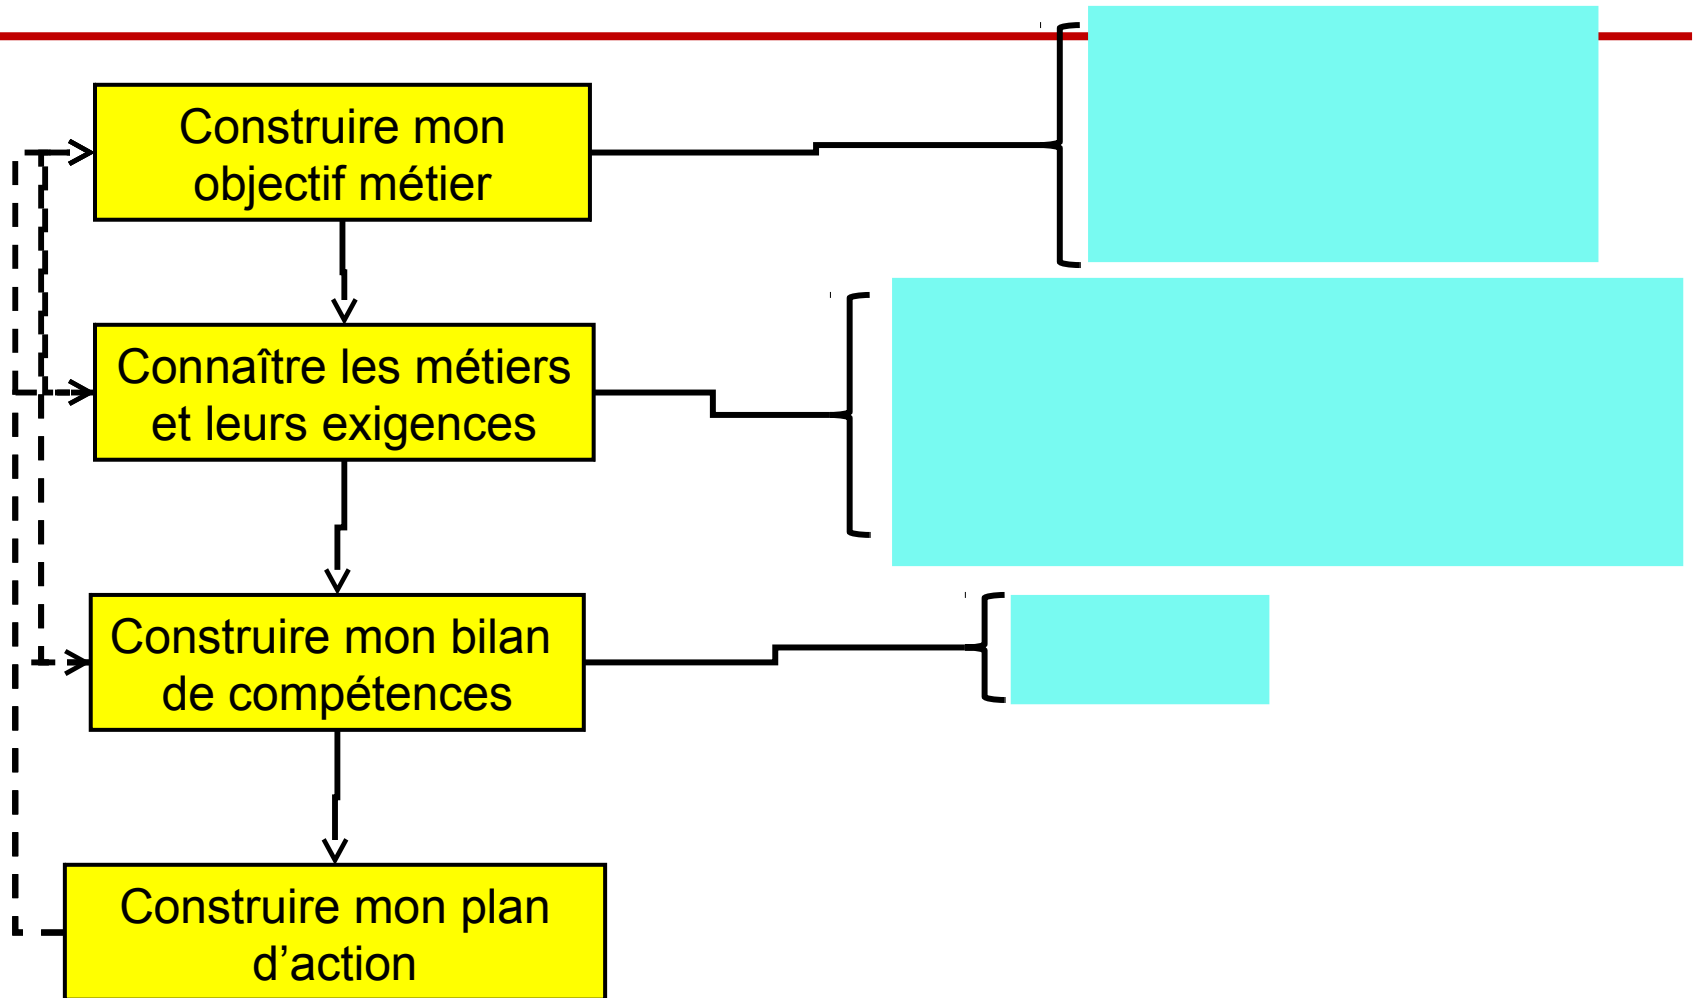 Construire mon
objectif métier
Connaître les métiers
et leurs exigences
Construire mon bilan
de compétences
Construire mon plan
d’action